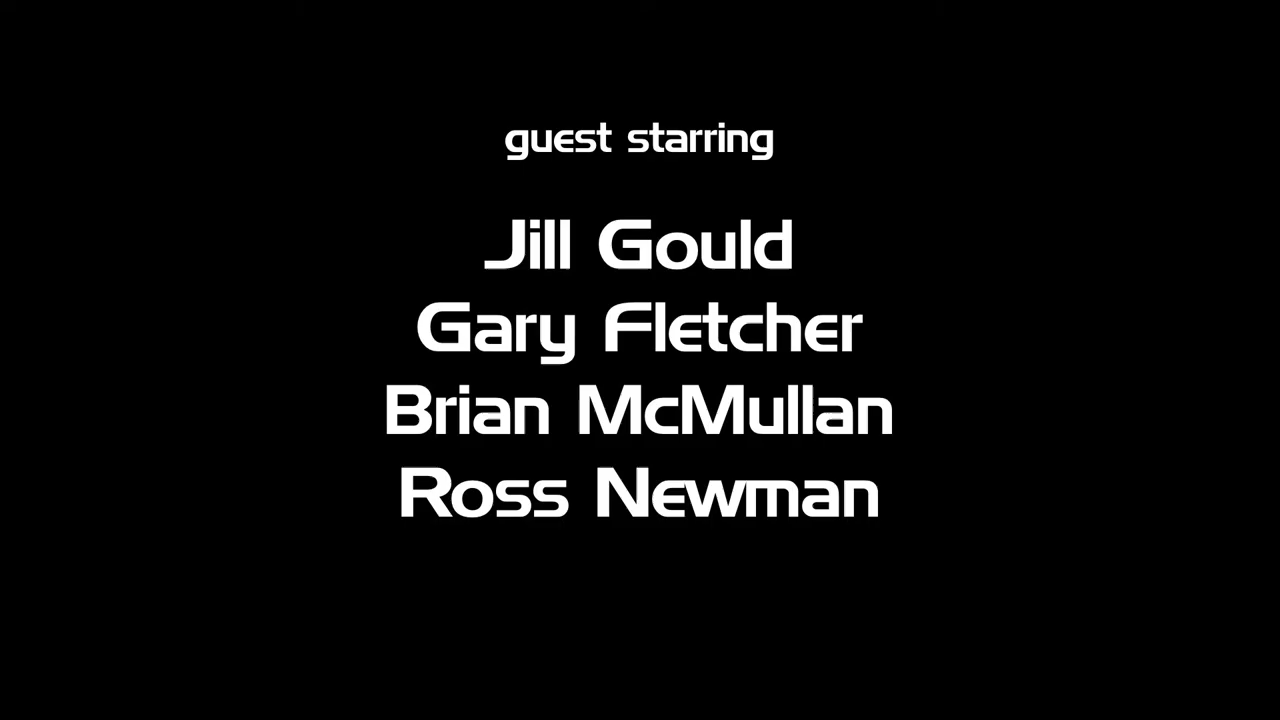 guest starring
Jill Gould
Gary Fletcher
Brian McMullan
Ross Newman